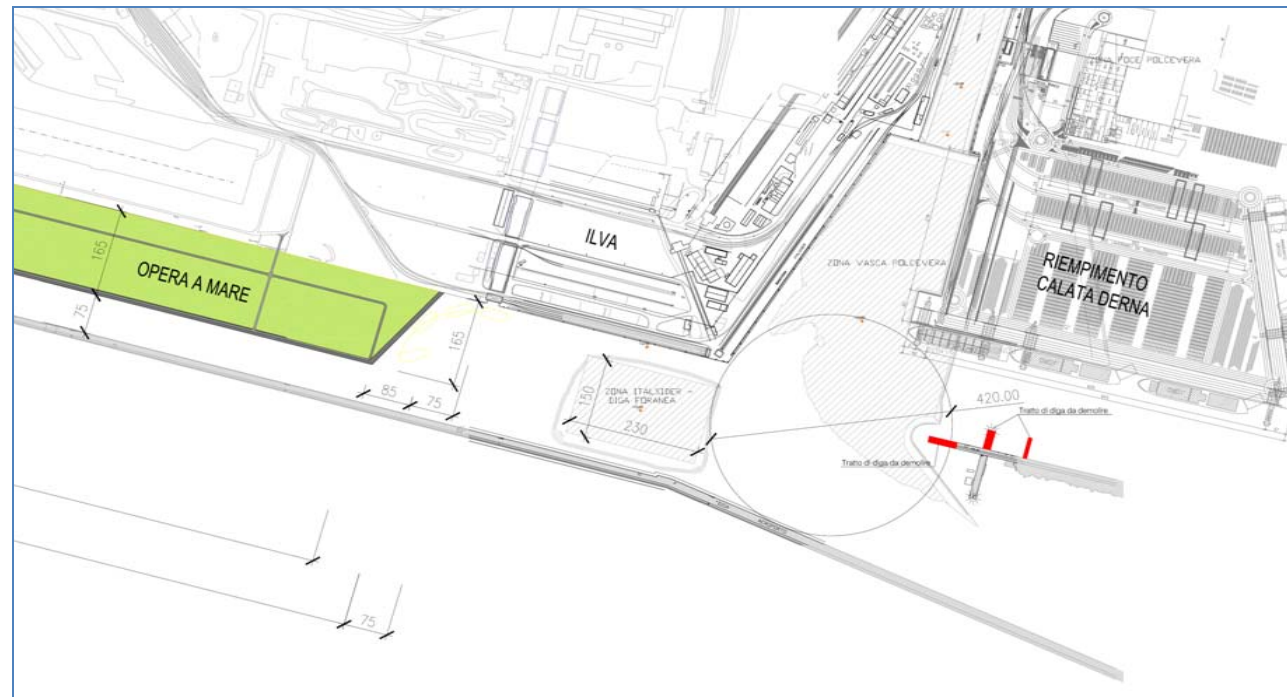 ZONA FOCE POLCEVERA
ILVA
165
OPERA A MARE
75
ZONA VASCA POLCEVERA
RIEMPIMENTO
CALATA DERNA
165
85
75
150
ZONA ITALSIDER -
DIGA FORANEA
230
420.00
Tratto di diga da demolire
Tratto di diga da demolire
75